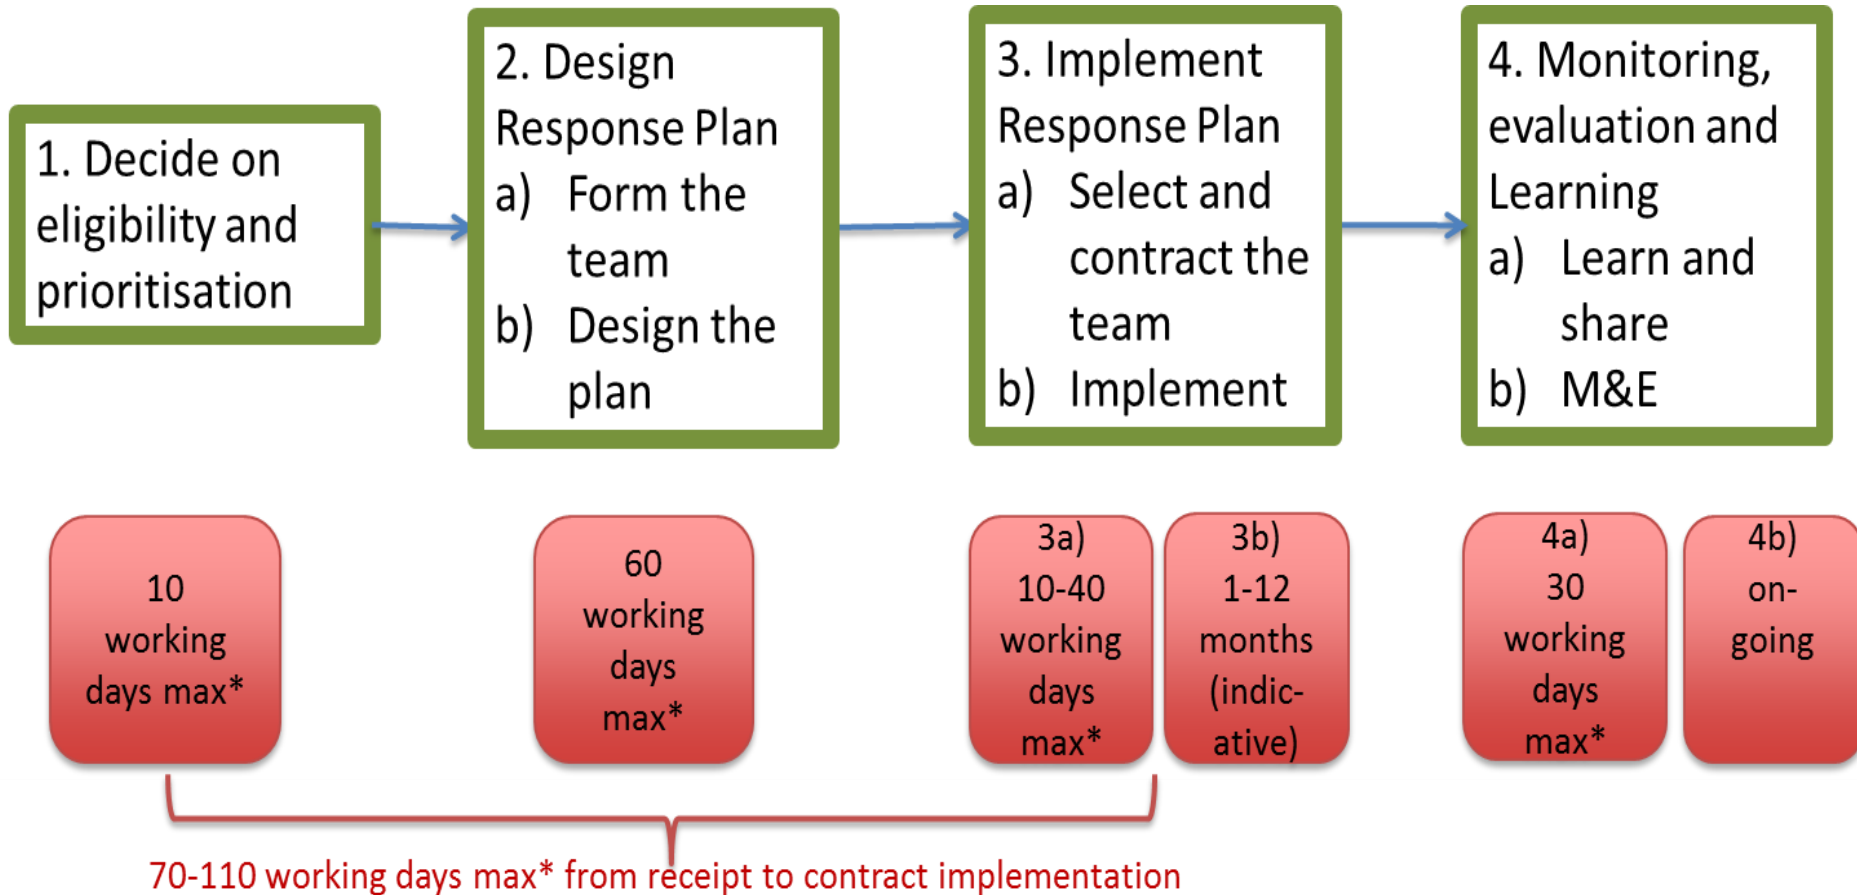 1. Decide on
eligibility and
prioritisation
2. Design
Response Plan
a) Form the
team
b) Design the
plan
3. Implement
Response Plan
a) Select and
contract the
team
b) Implement
4. Monitoring,
evaluation and
Learning
a) Learn and
share
b) M&E
10
working
days max*
60
working
days
max*
3a)
10-40
working
days
max*
3b)
1-12
months
(indic-
ative)
4a)
30
working
days
max*
4b)
on-
going
70-110 working days max* from receipt to contract implementation